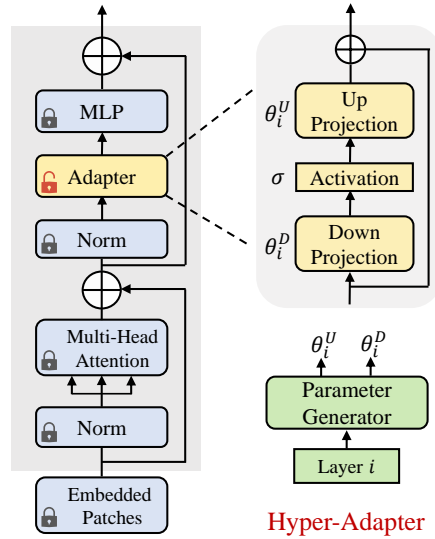 MLP
Adapter
Norm
Multi-Head
Attention
Norm
Embedded
Patches
θ_i^U
Up
Projection
σ
Activation
θ_i^D
Down
Projection
θ_i^U
θ_i^D
Parameter
Generator
Layer i
Hyper-Adapter